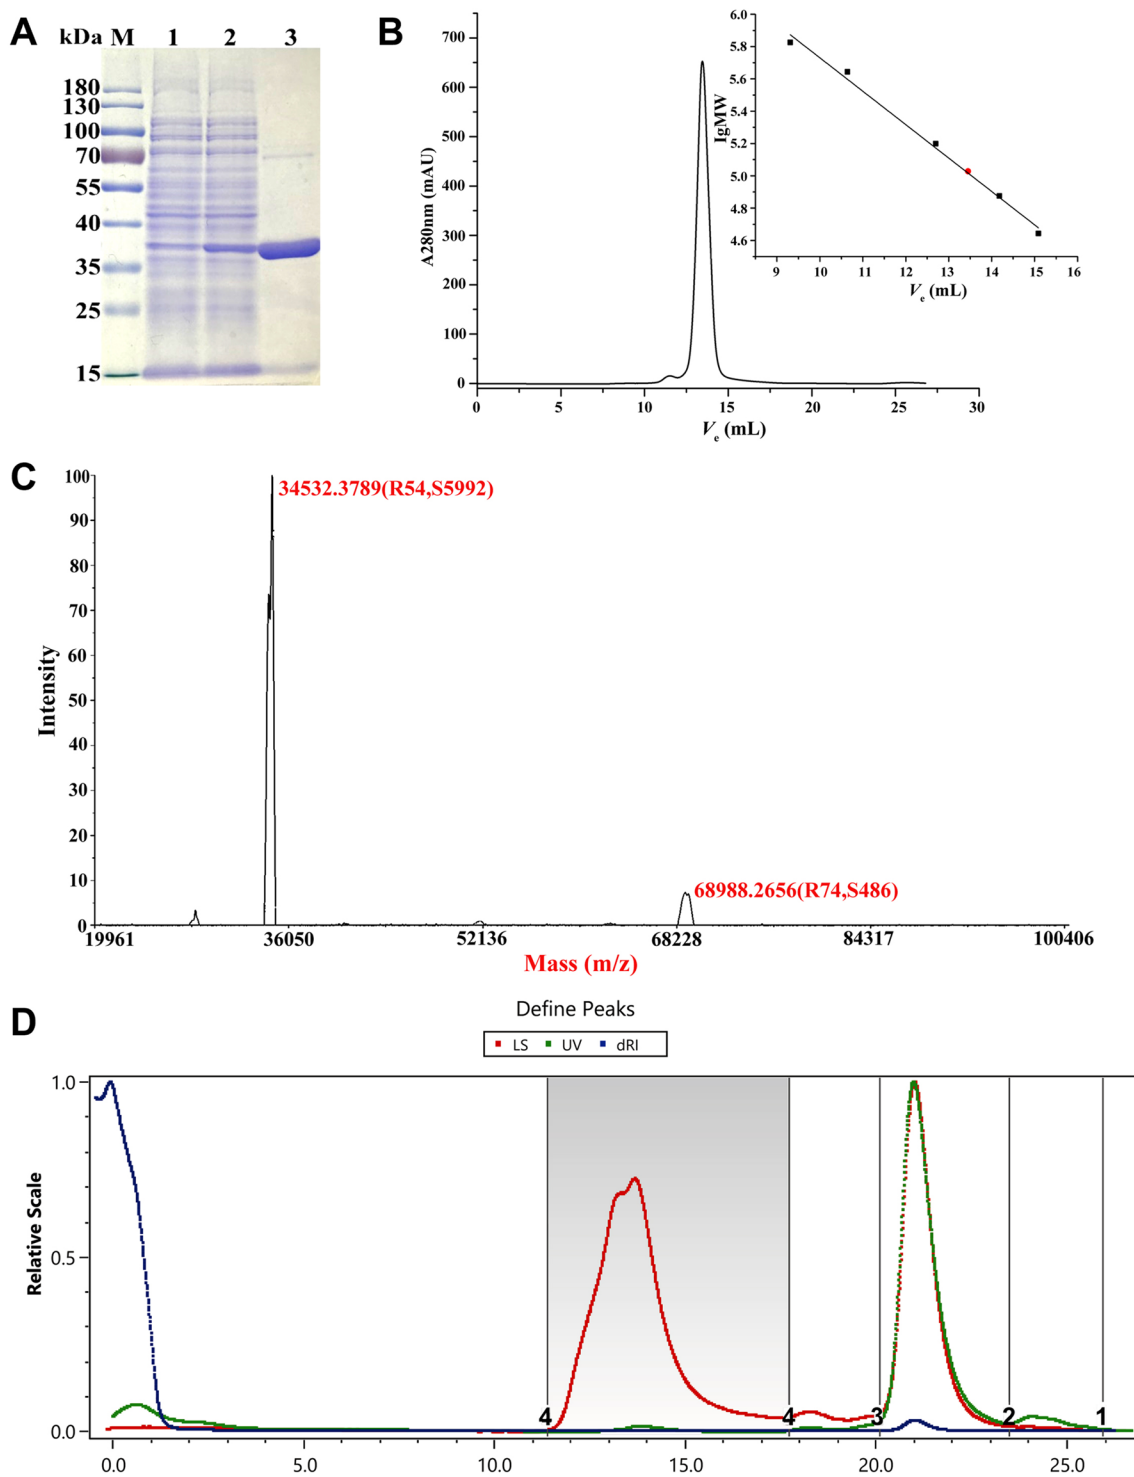 A
kDa M 1 2 3
180
130
100
70
55
40
35
25
15
B
700
600
500
400
300
200
100
0
A280nm (mAU)
0 5 10 15 20 25 30
Ve (mL)
6.0
5.8
5.6
5.4
5.2
5.0
4.8
4.6
lgMW
9 10 11 12 13 14 15 16
Ve (mL)
C
100
90
80
70
60
50
40
30
20
10
0
Intensity
34532.3789(R54,S5992)
68988.2656(R74,S486)
19961 36050 52136 68228 84317 100406
Mass (m/z)
D
Define Peaks
LS UV dRI
1.0
0.5
0.0
Relative Scale
4 4 3 2 1
0.0 5.0 10.0 15.0 20.0 25.0